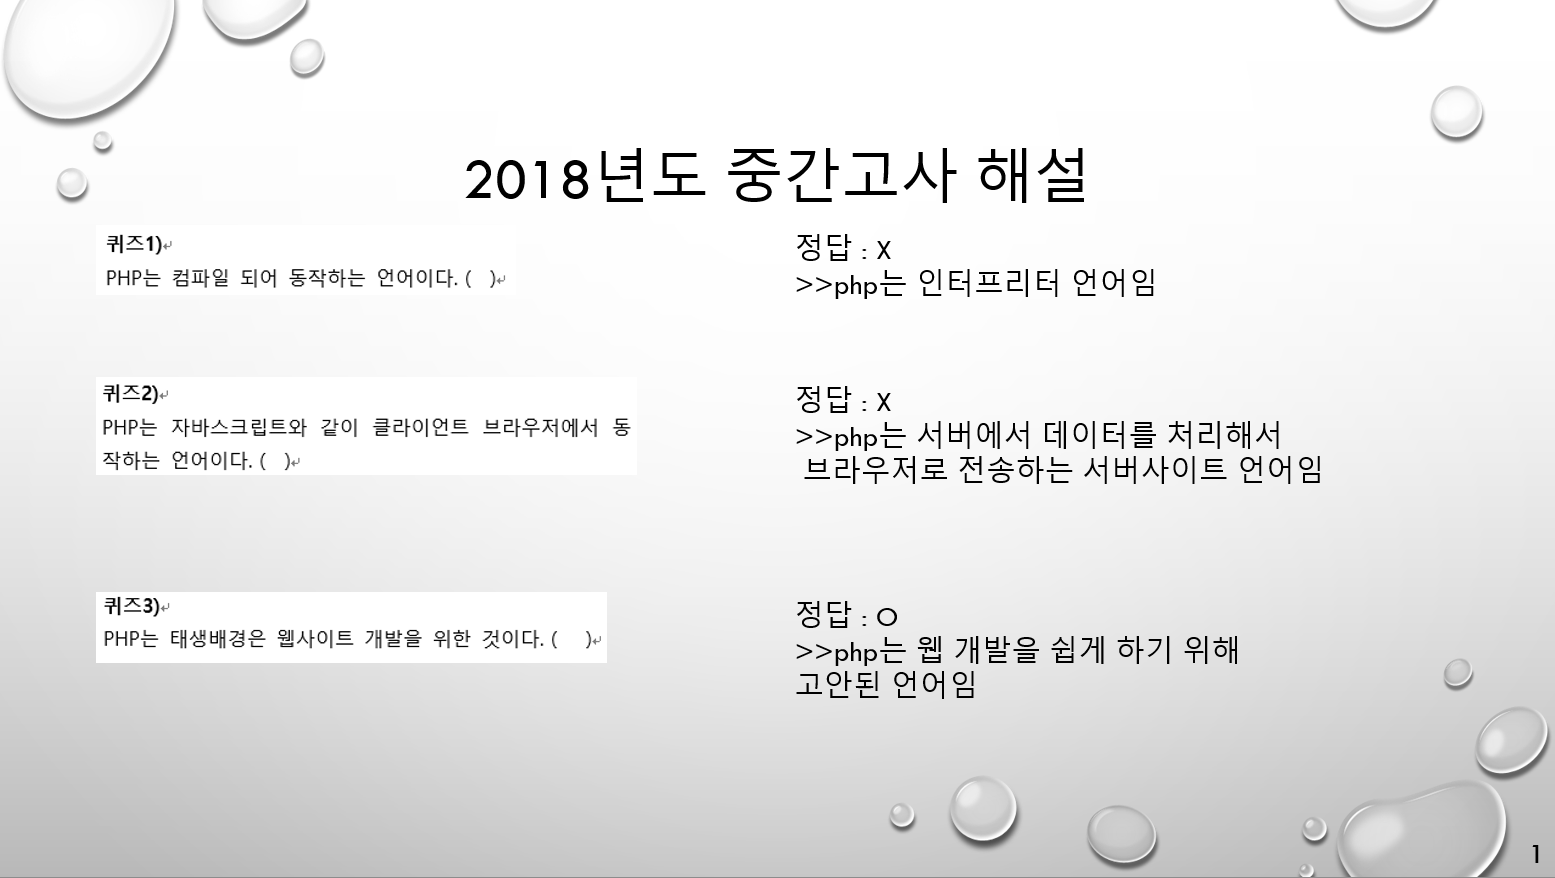 2018년도 중간고사 해설
퀴즈1)↵
PHP는 컴파일 되어 동작하는 언어이다. ( )↵
정답 : X
>>php는 인터프리터 언어임
퀴즈2)↵
PHP는 자바스크립트와 같이 클라이언트 브라우저에서 동
작하는 언어이다. ( )↵
정답 : X
>>php는 서버에서 데이터를 처리해서
브라우저로 전송하는 서버사이트 언어임
퀴즈3)↵
PHP는 태생배경은 웹사이트 개발을 위한 것이다. ( )↵
정답 : O
>>php는 웹 개발을 쉽게 하기 위해
고안된 언어임
1